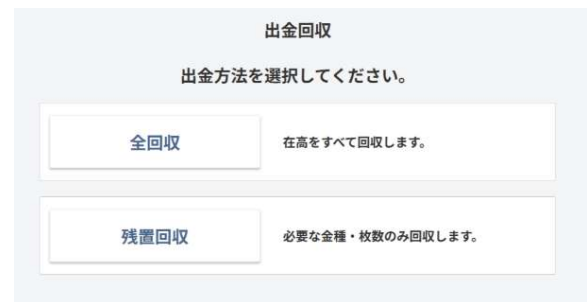 出金回収
出金方法を選択してください。
全回収
在高をすべて回収します。
残置回収
必要な金種・枚数のみ回収します。